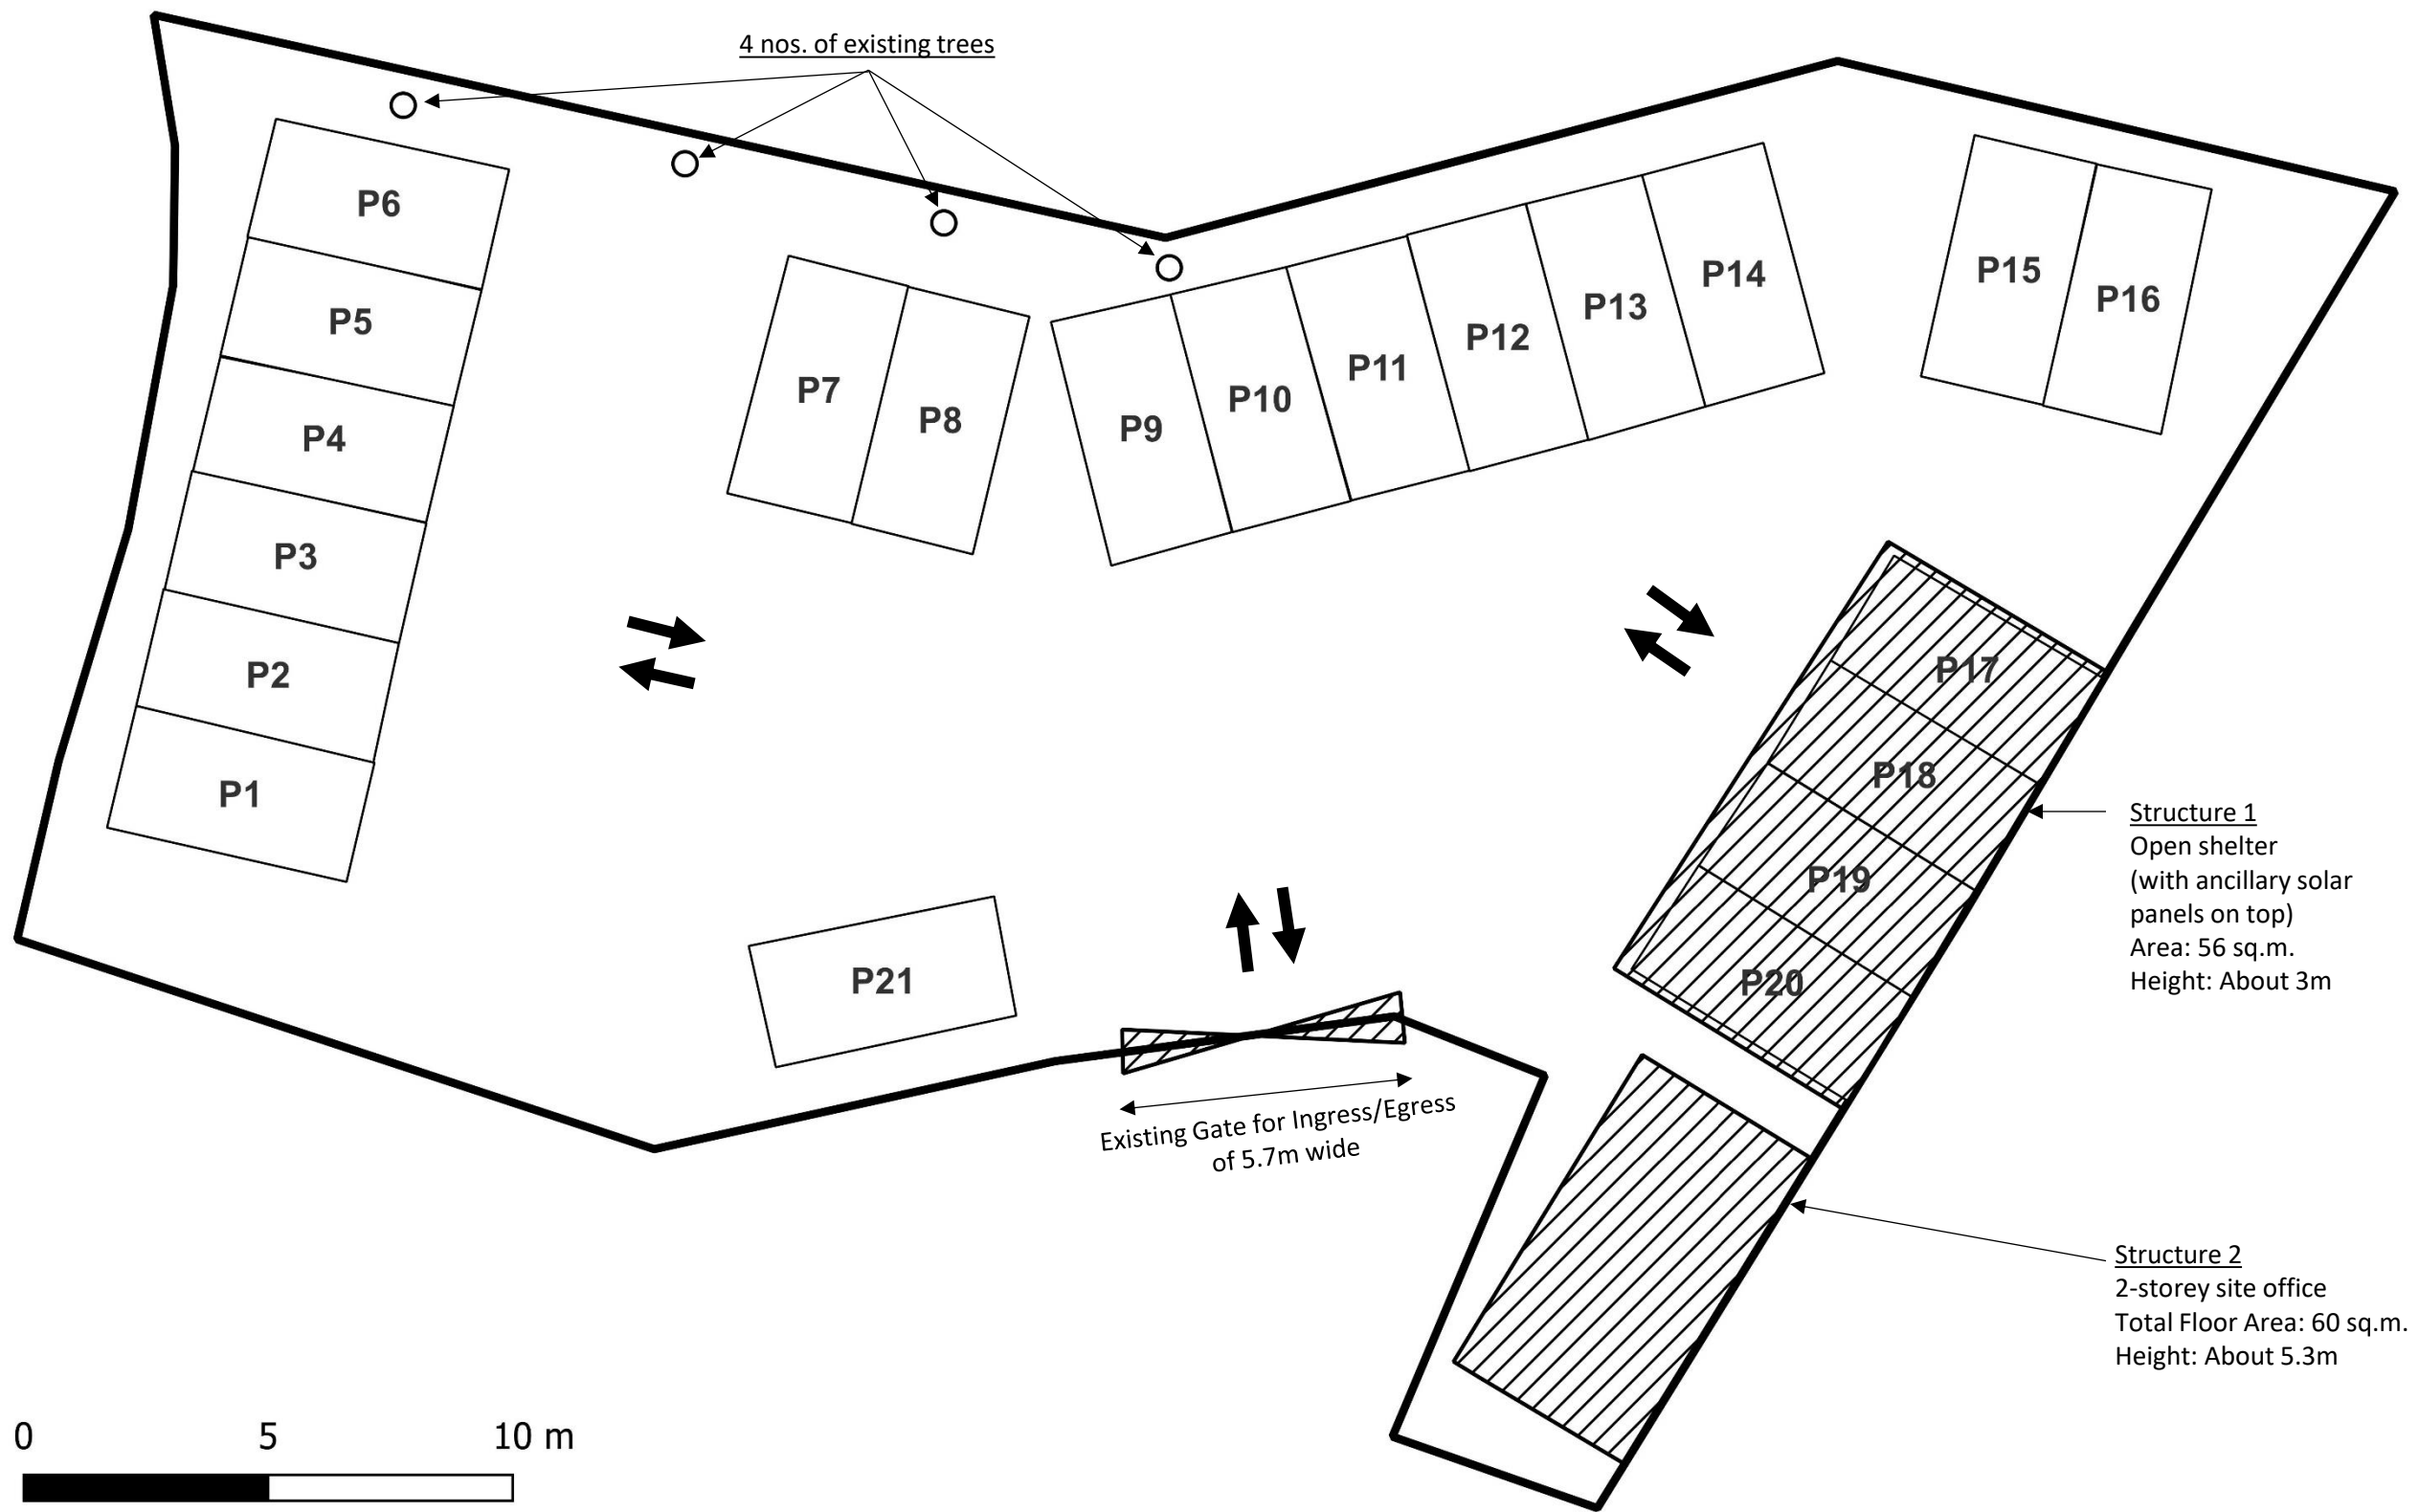 4 nos. of existing trees
P6
P5
P4
P3
P2
P1
P7
P8
P9
P10
P11
P12
P13
P14
P15
P16
P17
P18
P19
P20
P21
Structure 1
Open shelter
(with ancillary solar
panels on top)
Area: 56 sq.m.
Height: About 3m
Existing Gate for Ingress/Egress
of 5.7m wide
Structure 2
2-storey site office
Total Floor Area: 60 sq.m.
Height: About 5.3m
0 5 10 m